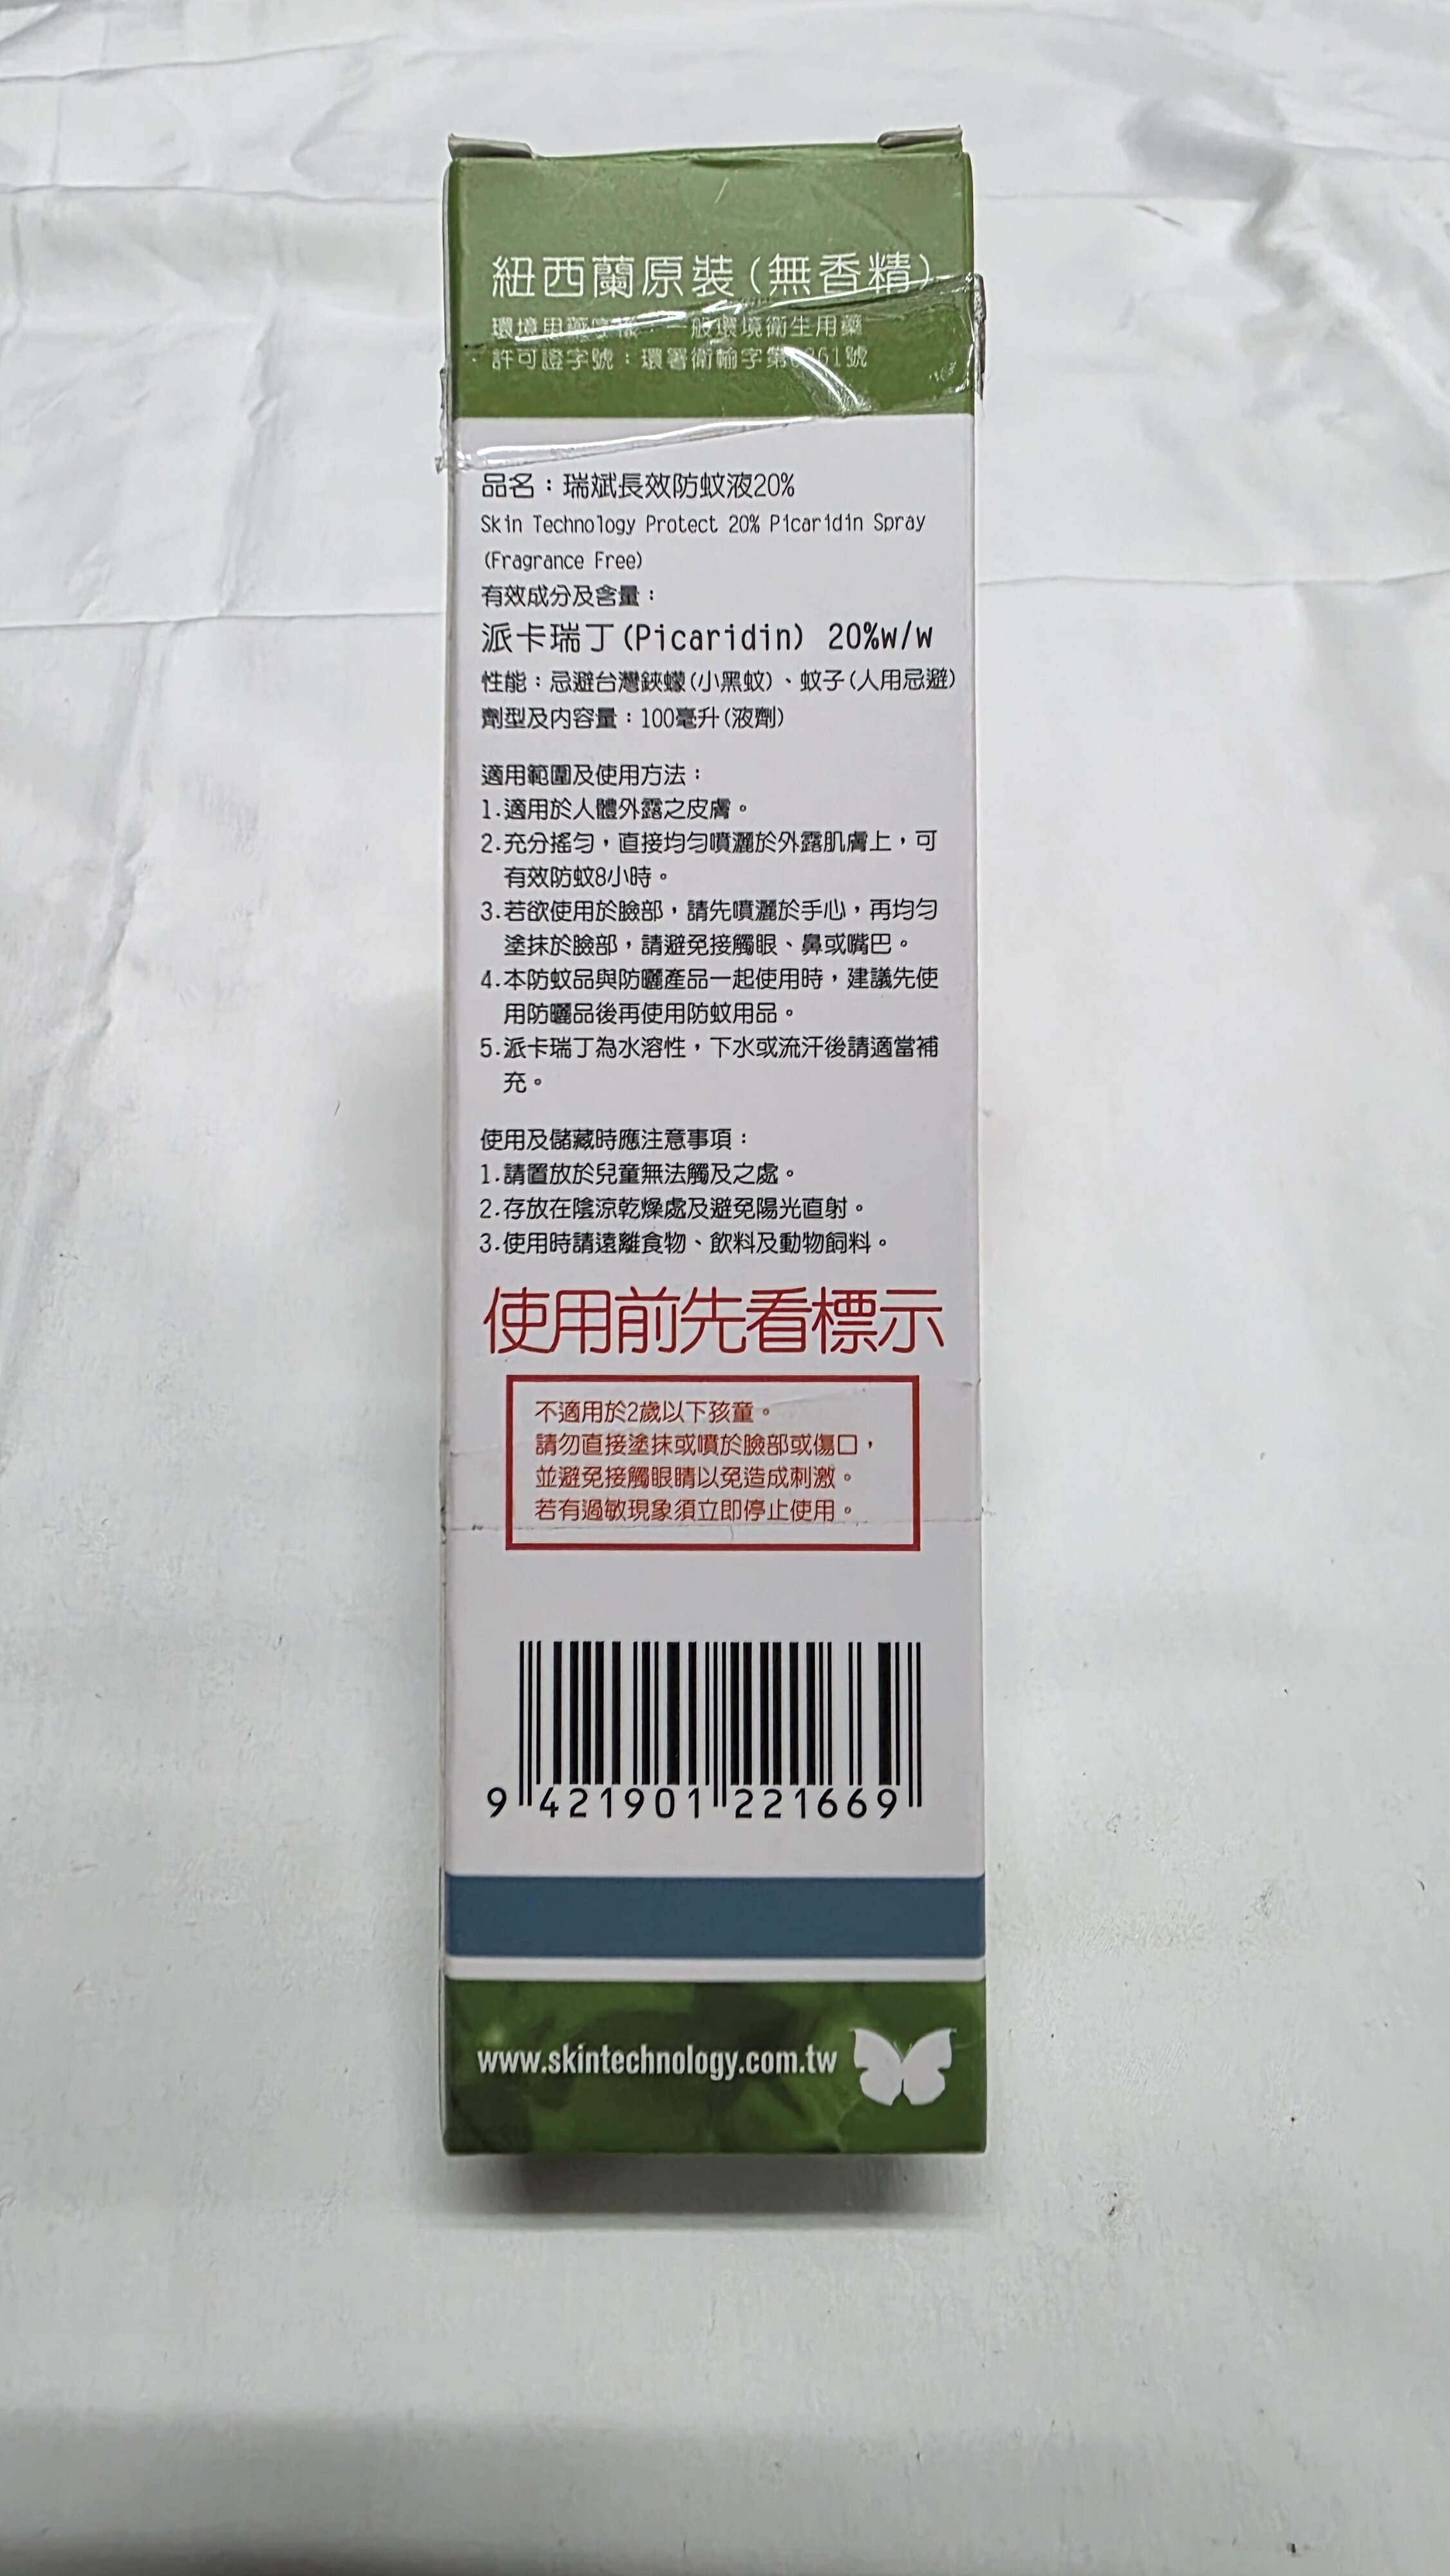 紐西蘭原裝(無香精)
環境用藥 一般環境衛生用藥
許可證字號：環署衛輸字第 61號
品名：瑞斌長效防蚊液20%
Skin Technology Protect 20% Picaridin Spray
(Fragrance Free)
有效成分及含量：
派卡瑞丁(Picaridin) 20%w/w
性能：忌避台灣鋏蠓(小黑蚊)、蚊子(人用忌避)
劑型及內容量：100毫升(液劑)
適用範圍及使用方法：
1.適用於人體外露之皮膚。
2.充分搖勻，直接均勻噴灑於外露肌膚上，可
有效防蚊8小時。
3.若欲使用於臉部，請先噴灑於手心，再均勻
塗抹於臉部，請避免接觸眼、鼻或嘴巴。
4.本防蚊品與防曬產品一起使用時，建議先使
用防曬品後再使用防蚊用品。
5.派卡瑞丁為水溶性，下水或流汗後請適當補
充。
使用及儲藏時應注意事項：
1.請置放於兒童無法觸及之處。
2.存放在陰涼乾燥處及避免陽光直射。
3.使用時請遠離食物、飲料及動物飼料。
使用前先看標示
不適用於2歲以下孩童。
請勿直接塗抹或噴於臉部或傷口，
並避免接觸眼睛以免造成刺激。
若有過敏現象須立即停止使用。
9 421901 221669
www.skintechnology.com.tw